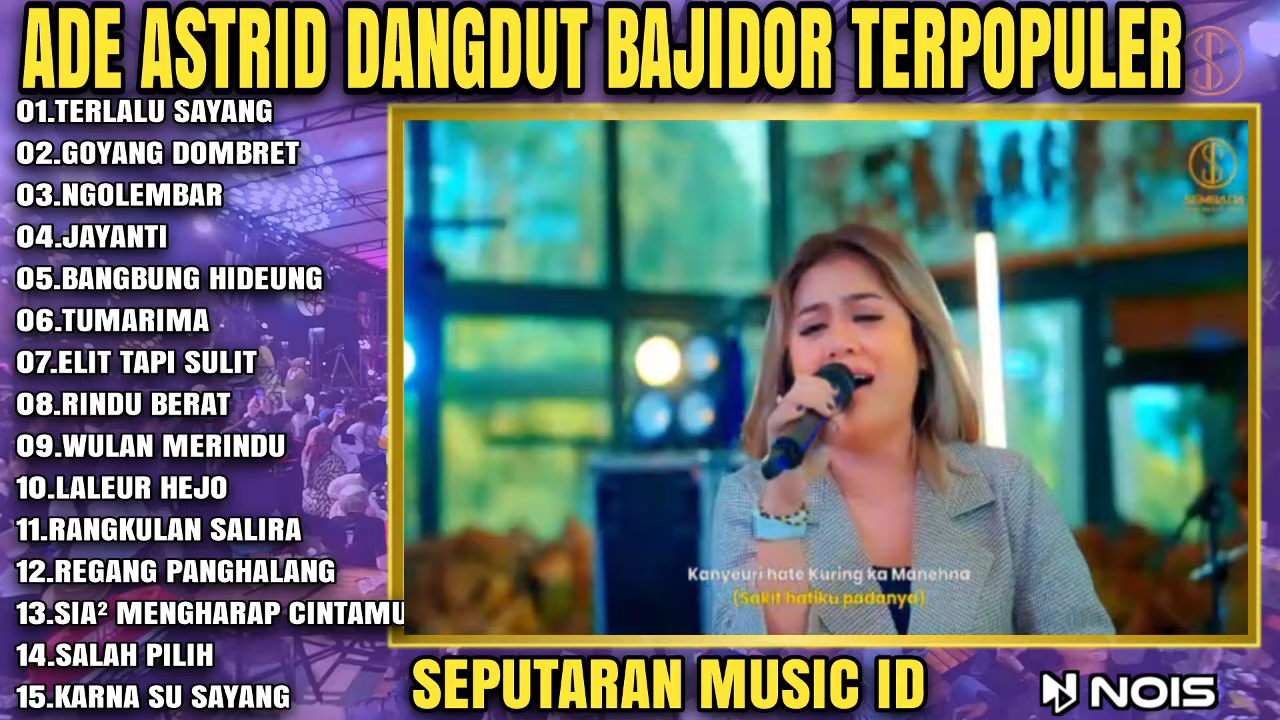 ADE ASTRID DANGDUT BAJIDOR TERPOPULER
01.TERLALU SAYANG
02.GOYANG DOMBRET
03.NGOLEMBAR
04.JAYANTI
05.BANGBUNG HIDEUNG
06.TUMARIMA
07.ELIT TAPI SULIT
08.RINDU BERAT
09.WULAN MERINDU
10.LALEUR HEJO
11.RANGKULAN SALIRA
12.REGANG PANGHALANG
13.SIA² MENGHARAP CINTAMU
14.SALAH PILIH
15.KARNA SU SAYANG
SEMBADA
Kanyeuri hate Kuring ka Manehna
(Sakit hatiku padanya)
SEPUTARAN MUSIC ID
NOIS